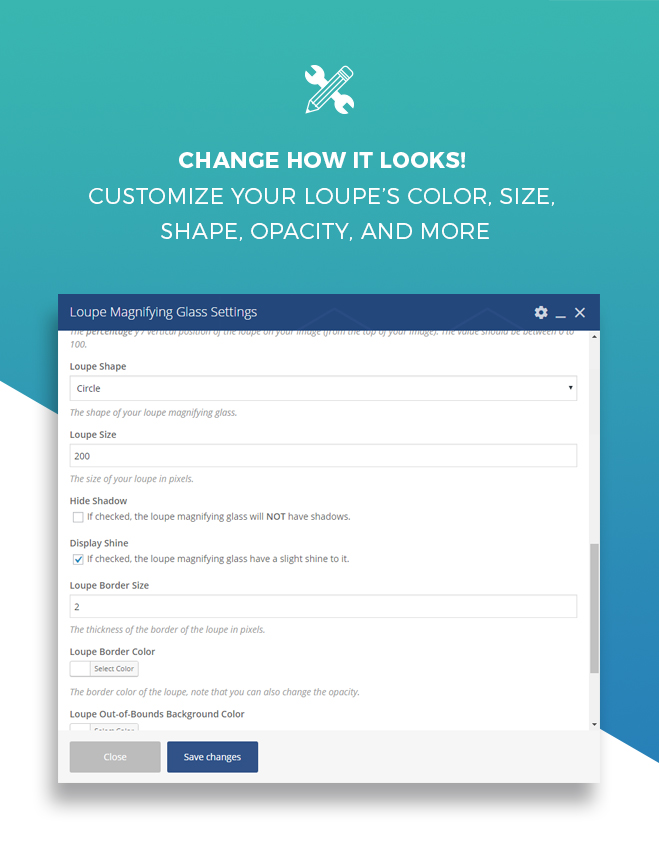 CHANGE HOW IT LOOKS!
CUSTOMIZE YOUR LOUPE'S COLOR, SIZE,
SHAPE, OPACITY, AND MORE
Loupe Magnifying Glass Settings
The percentage y / vertical position of the loupe on your image (from the top of your image). The value should be between 0 to
100.
Loupe Shape
Circle
The shape of your loupe magnifying glass.
Loupe Size
200
The size of your loupe in pixels.
Hide Shadow
If checked, the loupe magnifying glass will NOT have shadows.
Display Shine
If checked, the loupe magnifying glass have a slight shine to it.
Loupe Border Size
2
The thickness of the border of the loupe in pixels.
Loupe Border Color
Select Color
The border color of the loupe, note that you can also change the opacity.
Loupe Out-of-Bounds Background Color
Select Color
Close
Save changes